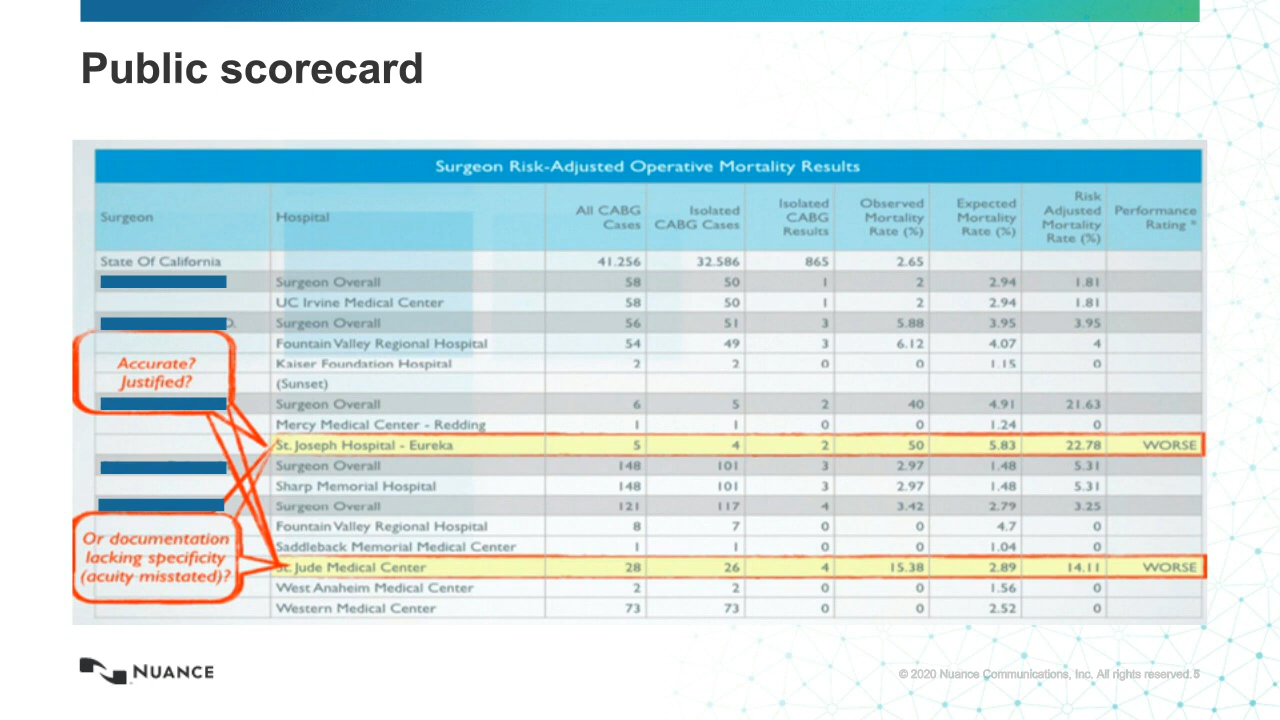 Public scorecard
Surgeon Risk-Adjusted Operative Mortality Results
Surgeon Hospital All CABG Cases Isolated CABG Cases Isolated CABG Results Observed Mortality Rate (%) Expected Mortality Rate (%) Risk Adjusted Mortality Rate (%) Performance Rating *
State Of California 41.256 32.586 865 2.65
Surgeon Overall 58 50 1 2 2.94 1.81
UC Irvine Medical Center 58 50 1 2 2.94 1.81
Surgeon Overall 56 51 3 5.88 3.95 3.95
Fountain Valley Regional Hospital 54 49 3 6.12 4.07 4
Kaiser Foundation Hospital 2 2 0 0 1.15 0
(Sunset)
Accurate?
Justified?
Surgeon Overall 6 5 2 40 4.91 21.63
Mercy Medical Center - Redding 1 1 0 0 1.24 0
St. Joseph Hospital - Eureka 5 4 2 50 5.83 22.78 WORSE
Surgeon Overall 148 101 3 2.97 1.48 5.31
Sharp Memorial Hospital 148 101 3 2.97 1.48 5.31
Surgeon Overall 121 117 4 3.42 2.79 3.25
Fountain Valley Regional Hospital 8 7 0 0 4.7 0
Saddleback Memorial Medical Center 1 1 0 0 1.04 0
St. Jude Medical Center 28 26 4 15.38 2.89 14.11 WORSE
West Anaheim Medical Center 2 2 0 0 1.56 0
Western Medical Center 73 73 0 0 2.52 0
Or documentation
lacking specificity
(acuity misstated)?
NUANCE
© 2020 Nuance Communications, Inc. All rights reserved. 5